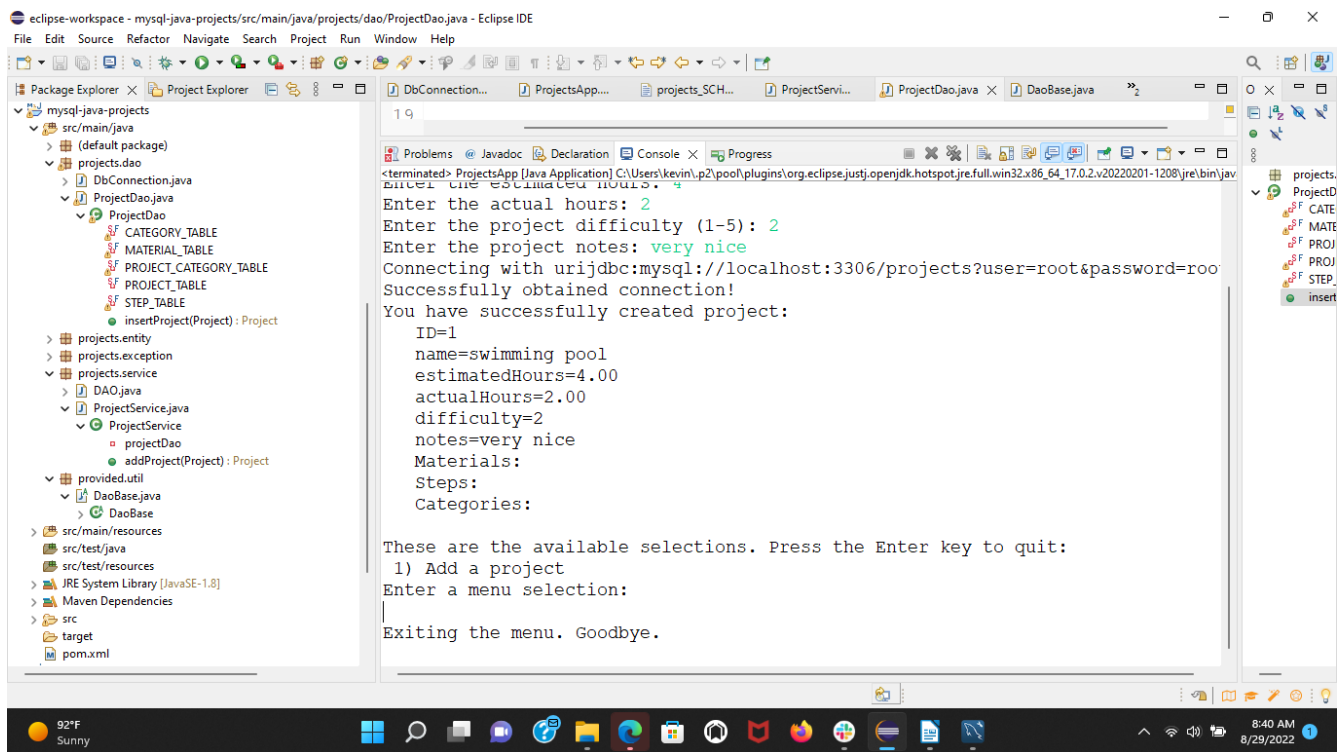 eclipse-workspace - mysql-java-projects/src/main/java/projects/dao/ProjectDao.java - Eclipse IDE
File Edit Source Refactor Navigate Search Project Run Window Help
Package Explorer
Project Explorer
mysql-java-projects
src/main/java
(default package)
projects.dao
DbConnection.java
ProjectDao.java
ProjectDao
CATEGORY_TABLE
MATERIAL_TABLE
PROJECT_CATEGORY_TABLE
PROJECT_TABLE
STEP_TABLE
insertProject(Project) : Project
projects.entity
projects.exception
projects.service
DAO.java
ProjectService.java
ProjectService
projectDao
addProject(Project) : Project
provided.util
DaoBase.java
DaoBase
src/main/resources
src/test/java
src/test/resources
JRE System Library [JavaSE-1.8]
Maven Dependencies
src
target
pom.xml
DbConnection... ProjectsApp.... projects_SCH... ProjectServi... ProjectDao.java DaoBase.java »2
19
Problems @ Javadoc Declaration Console Progress
<terminated> ProjectsApp [Java Application] C:\Users\kevin\.p2\pool\plugins\org.eclipse.justj.openjdk.hotspot.jre.full.win32.x86_64_17.0.2.v20220201-1208\jre\bin\jav
Enter the estimated hours: 4
Enter the actual hours: 2
Enter the project difficulty (1-5): 2
Enter the project notes: very nice
Connecting with urijdbc:mysql://localhost:3306/projects?user=root&password=roo
Successfully obtained connection!
You have successfully created project:
ID=1
name=swimming pool
estimatedHours=4.00
actualHours=2.00
difficulty=2
notes=very nice
Materials:
Steps:
Categories:
These are the available selections. Press the Enter key to quit:
1) Add a project
Enter a menu selection:
Exiting the menu. Goodbye.
O
projects.
ProjectD
CATE
MATE
PROJ
PROJ
STEP_
insert
92°F
Sunny
8:40 AM
8/29/2022
1